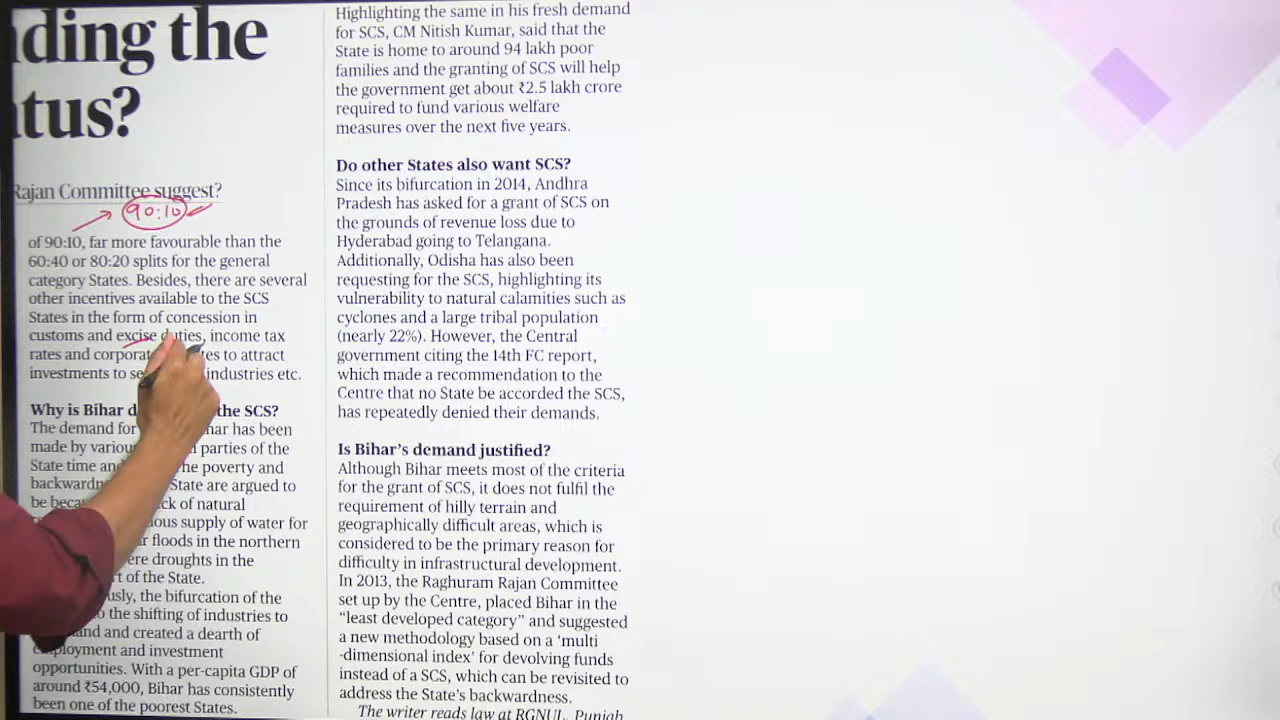 ding the
tus?
Rajan Committee suggest?
90:10
of 90:10, far more favourable than the
60:40 or 80:20 splits for the general
category States. Besides, there are several
other incentives available to the SCS
States in the form of concession in
customs and excise duties, income tax
rates and corporate to attract
investments to industries etc.
Why is Bihar the SCS?
The demand for has been
made by parties of the
State time poverty and
State are argued to
be of natural
supply of water for
floods in the northern
droughts in the
of the State.
the bifurcation of the
the shifting of industries to
and created a dearth of
employment and investment
opportunities. With a per-capita GDP of
around ₹54,000, Bihar has consistently
been one of the poorest States.
Highlighting the same in his fresh demand
for SCS, CM Nitish Kumar, said that the
State is home to around 94 lakh poor
families and the granting of SCS will help
the government get about ₹2.5 lakh crore
required to fund various welfare
measures over the next five years.
Do other States also want SCS?
Since its bifurcation in 2014, Andhra
Pradesh has asked for a grant of SCS on
the grounds of revenue loss due to
Hyderabad going to Telangana.
Additionally, Odisha has also been
requesting for the SCS, highlighting its
vulnerability to natural calamities such as
cyclones and a large tribal population
(nearly 22%). However, the Central
government citing the 14th FC report,
which made a recommendation to the
Centre that no State be accorded the SCS,
has repeatedly denied their demands.
Is Bihar’s demand justified?
Although Bihar meets most of the criteria
for the grant of SCS, it does not fulfil the
requirement of hilly terrain and
geographically difficult areas, which is
considered to be the primary reason for
difficulty in infrastructural development.
In 2013, the Raghuram Rajan Committee
set up by the Centre, placed Bihar in the
“least developed category” and suggested
a new methodology based on a ‘multi
-dimensional index’ for devolving funds
instead of a SCS, which can be revisited to
address the State’s backwardness.
The writer reads law at RGNUL, Punjab